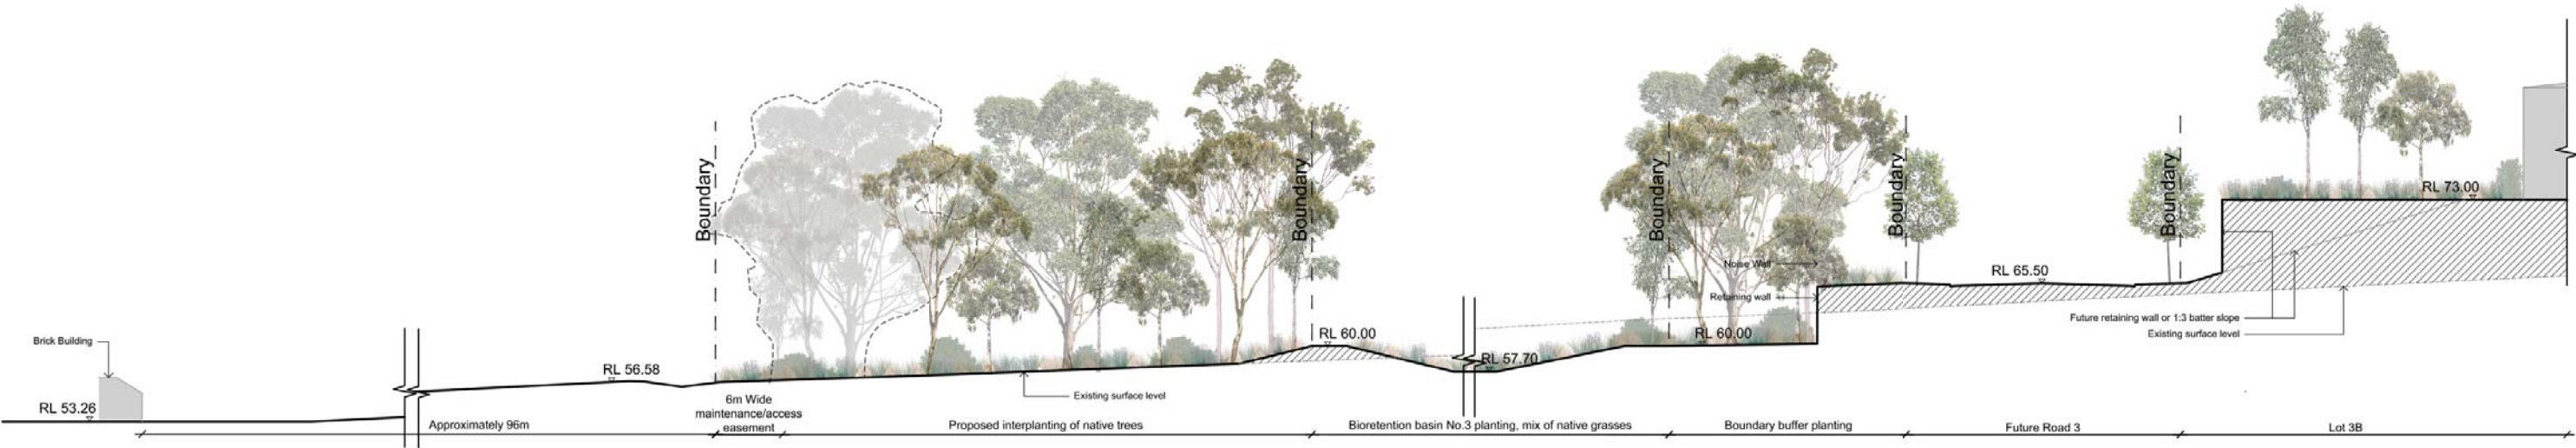 Brick Building
RL 53.26
Approximately 96m
RL 56.58
Boundary
6m Wide
maintenance/access
easement
Existing surface level
Proposed interplanting of native trees
Boundary
RL 60.00
RL 57.70
Bioretention basin No.3 planting, mix of native grasses
Boundary
Noise Wall
Retaining wall
RL 60.00
Boundary buffer planting
Boundary
RL 65.50
Future Road 3
Boundary
RL 73.00
Future retaining wall or 1:3 batter slope
Existing surface level
Lot 3B